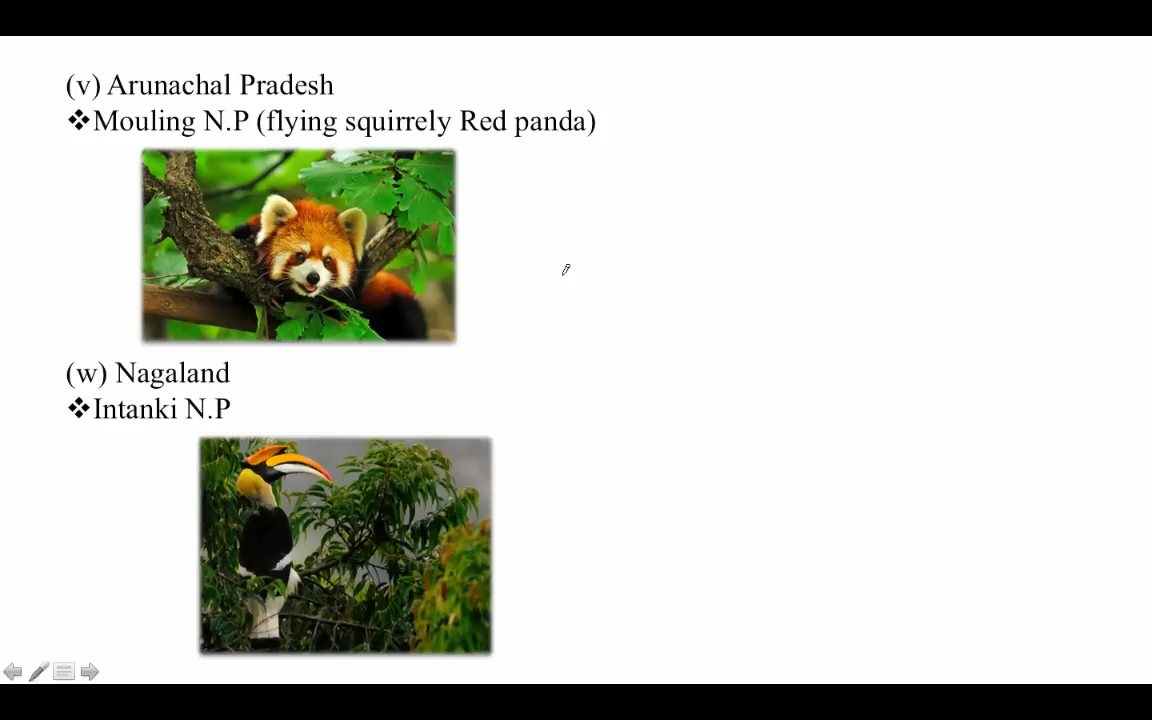 (v) Arunachal Pradesh
❖Mouling N.P (flying squirrely Red panda)
(w) Nagaland
❖Intanki N.P